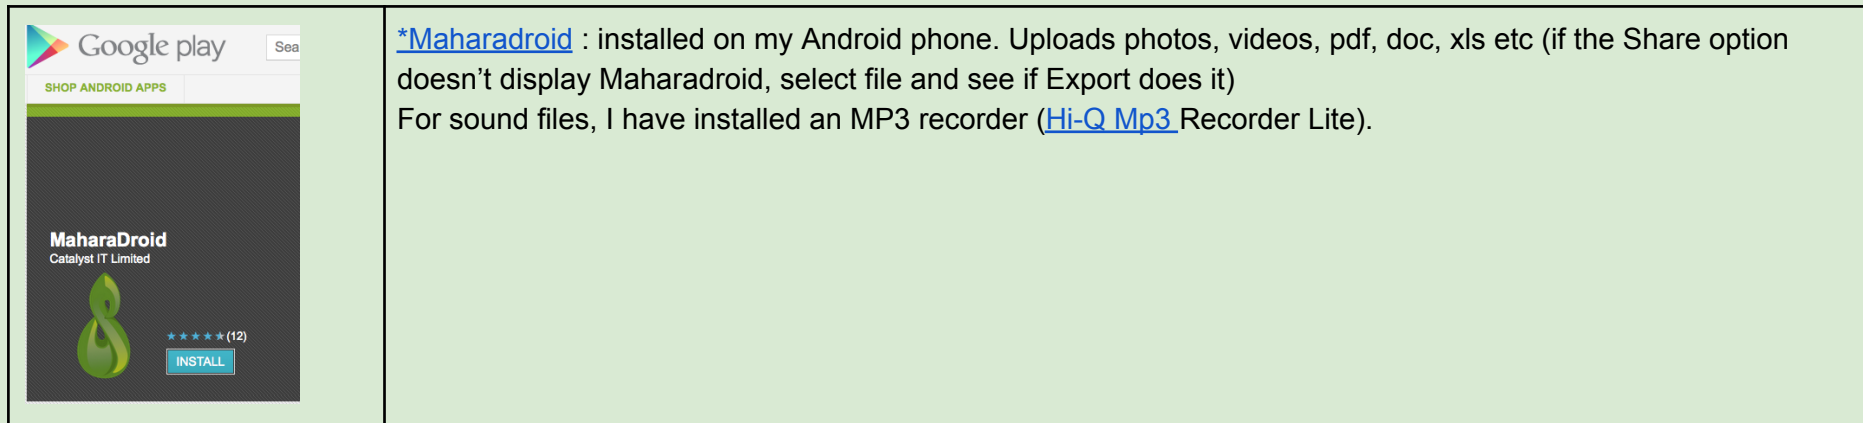 Google play
Sea
SHOP ANDROID APPS
MaharaDroid
Catalyst IT Limited
(12)
INSTALL
*Maharadroid : installed on my Android phone. Uploads photos, videos, pdf, doc, xls etc (if the Share option
doesn’t display Maharadroid, select file and see if Export does it)
For sound files, I have installed an MP3 recorder (Hi-Q Mp3 Recorder Lite).